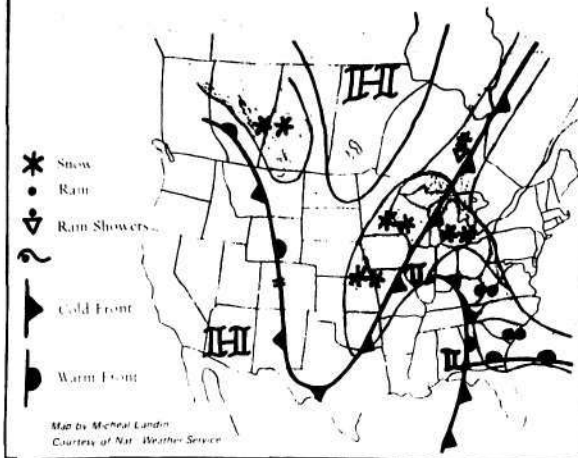 Snow
Rain
Rain Showers
Cold Front
Warm Front
H
H
L
L
Map by Micheal Landin
Courtesy of Nat. Weather Service